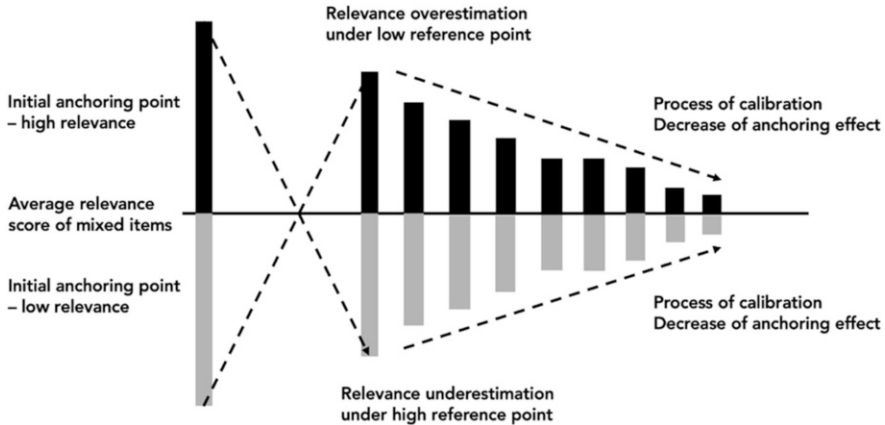 Relevance overestimation
under low reference point
Initial anchoring point
– high relevance
Process of calibration
Decrease of anchoring effect
Average relevance
score of mixed items
Initial anchoring point
– low relevance
Process of calibration
Decrease of anchoring effect
Relevance underestimation
under high reference point